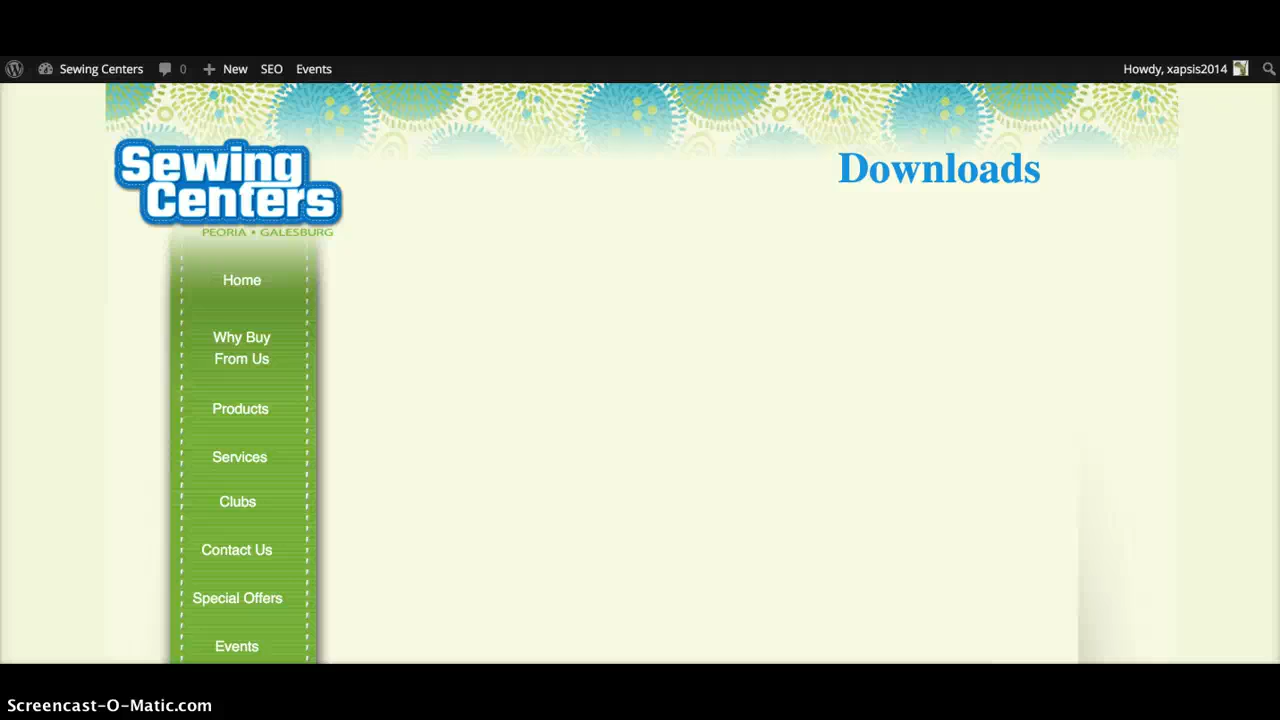 Sewing Centers 0 New SEO Events Howdy, xapsis2014
Sewing
Centers
PEORIA • GALESBURG
Downloads
Home
Why Buy
From Us
Products
Services
Clubs
Contact Us
Special Offers
Events
Screencast-O-Matic.com